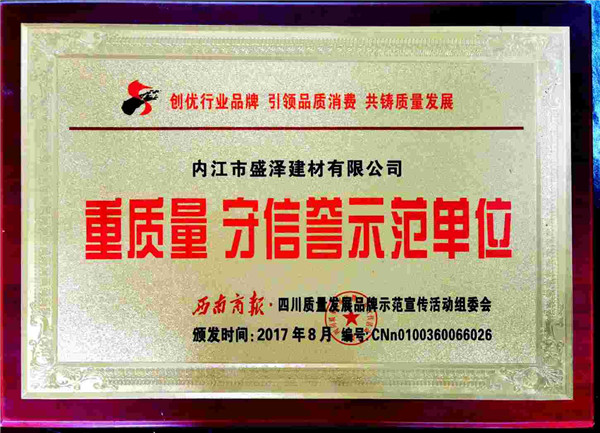 创优行业品牌 引领品质消费 共铸质量发展
内江市盛泽建材有限公司
重质量 守信誉示范单位
西南商报·四川质量发展品牌示范宣传活动组委会
颁发时间:2017年8月 编号:CNn0100360066026